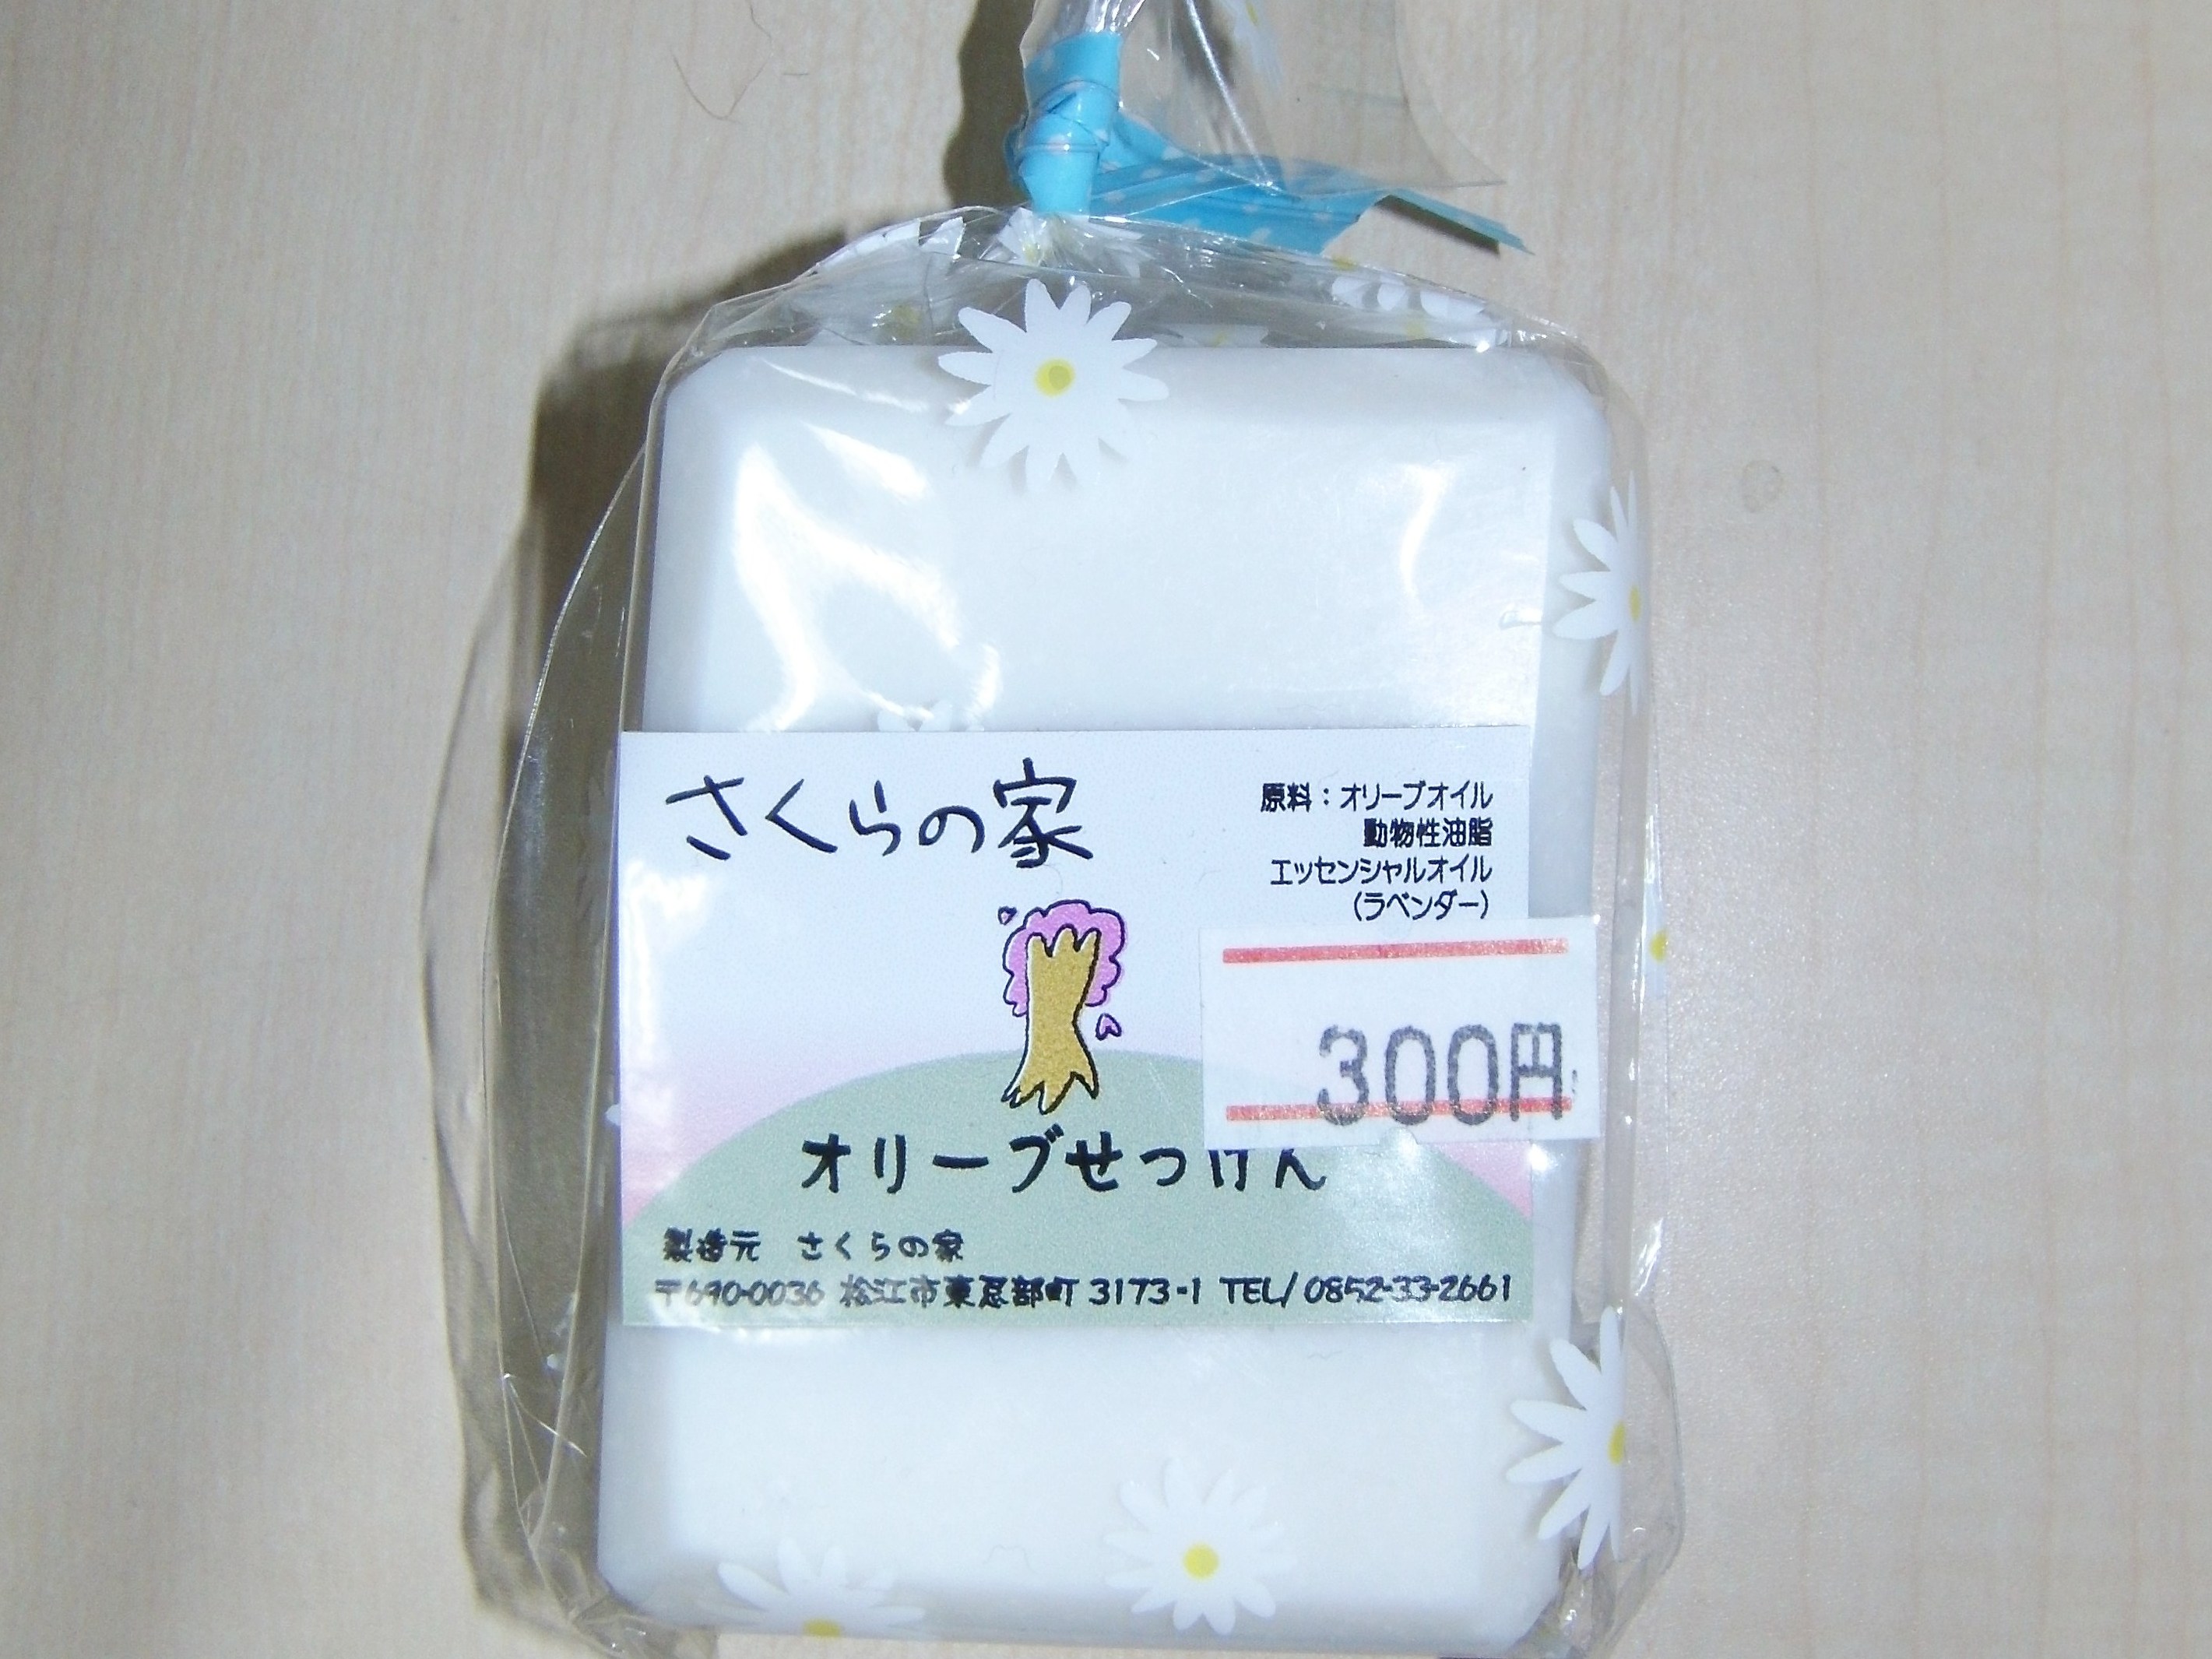 さくらの家
原料：オリーブオイル
動物性油脂
エッセンシャルオイル
（ラベンダー）
300円
オリーブせっけん
製造元 さくらの家
〒690-0036 松江市東忌部町 3173-1 TEL/ 0852-33-2661